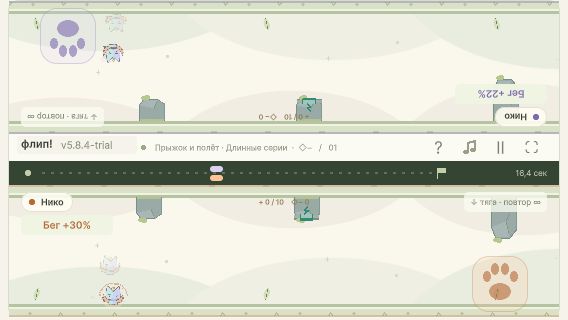 Бег +22%
Нико
+ 0 / 10 ◇-0
↓ тяга · повтор ∞
флип! v5.8.4-trial
Прыжок и полёт · Длинные серии · ◇– / 01
?
16,4 сек
Нико
+ 0 / 10 ◇-0
↓ тяга · повтор ∞
Бег +30%